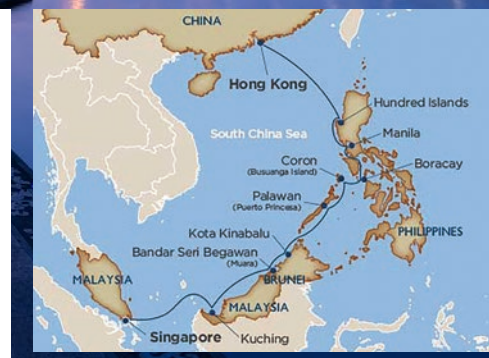 CHINA
Hong Kong
Hundred Islands
South China Sea
Manila
Coron
(Busuanga Island)
Boracay
Palawan
(Puerto Princesa)
PHILIPPINES
Kota Kinabalu
Bandar Seri Begawan
(Muara)
BRUNEI
MALAYSIA
MALAYSIA
Singapore
Kuching